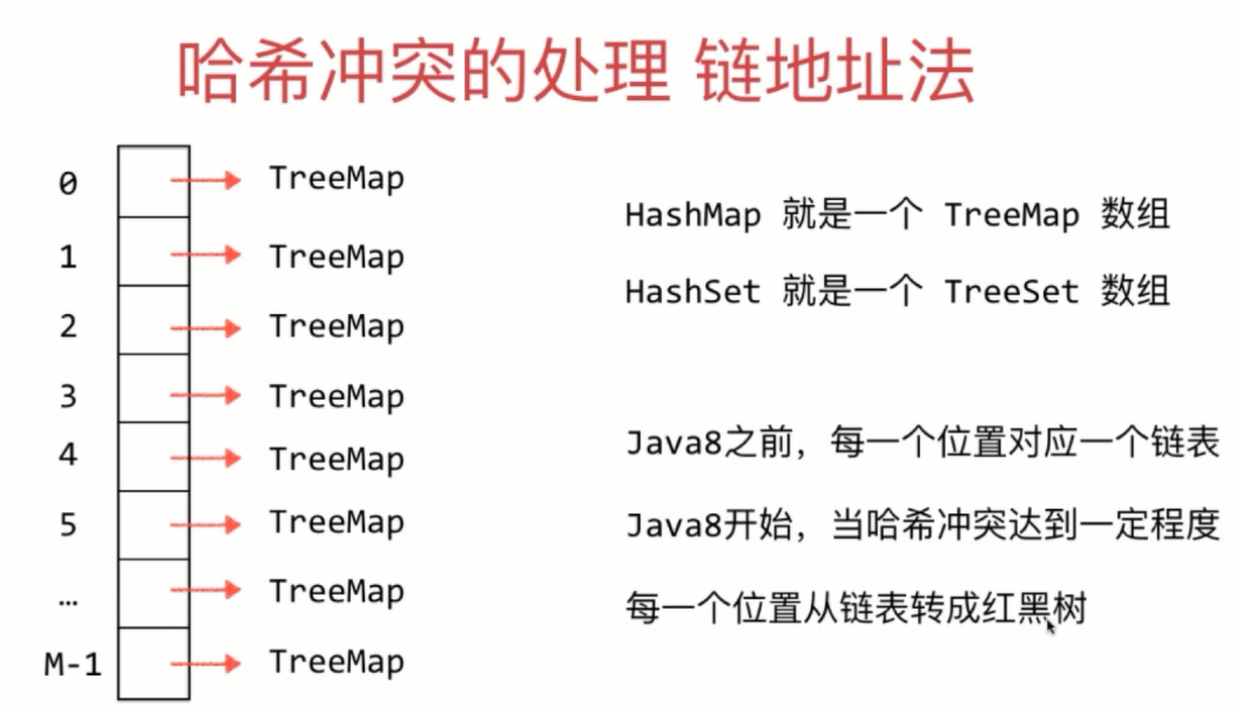 哈希冲突的处理 链地址法
0
TreeMap
1
TreeMap
2
TreeMap
3
TreeMap
4
TreeMap
5
TreeMap
…
TreeMap
M-1
TreeMap
HashMap 就是一个 TreeMap 数组
HashSet 就是一个 TreeSet 数组
Java8之前，每一个位置对应一个链表
Java8开始，当哈希冲突达到一定程度
每一个位置从链表转成红黑树